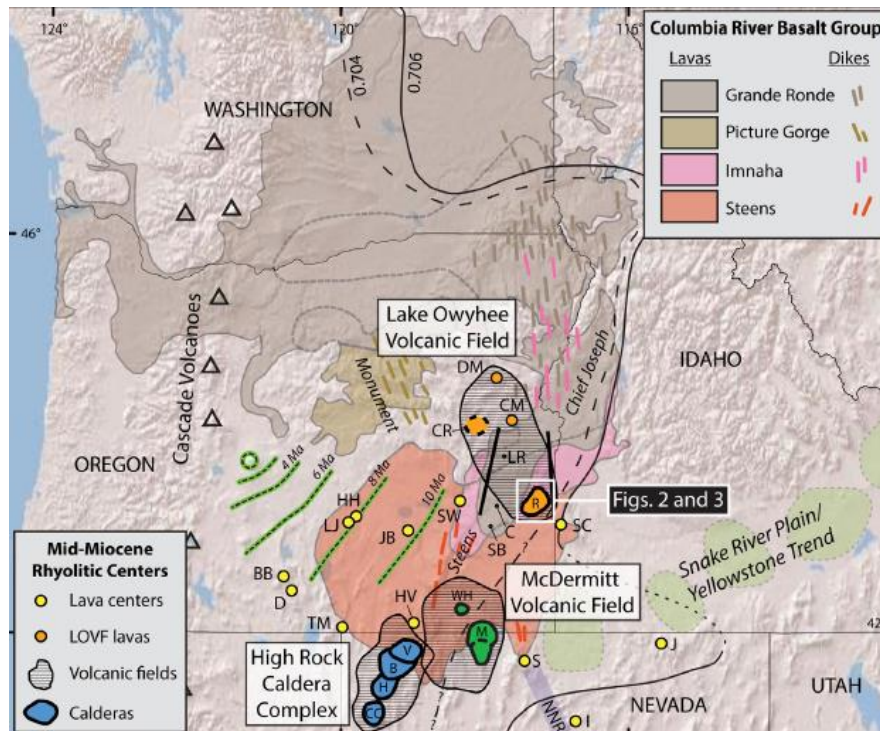 124°
120°
116°
Columbia River Basalt Group
Lavas
Dikes
Grande Ronde
Picture Gorge
Imnaha
Steens
0.704
0.706
WASHINGTON
46°
Cascade Volcanoes
Lake Owyhee
Volcanic Field
IDAHO
Monument
Chief Joseph
DM
CM
CR
LR
OREGON
4 Ma
6 Ma
8 Ma
10 Ma
R
Figs. 2 and 3
HH
LJ
JB
SW
C
SB
SC
Steens
Snake River Plain/
Yellowstone Trend
Mid-Miocene
Rhyolitic Centers
Lava centers
LOVF lavas
Volcanic fields
Calderas
BB
D
TM
HV
WH
M
McDermitt
Volcanic Field
42
High Rock
Caldera
Complex
V
B
H
CC
S
J
I
NNR
?
?
NEVADA
UTAH